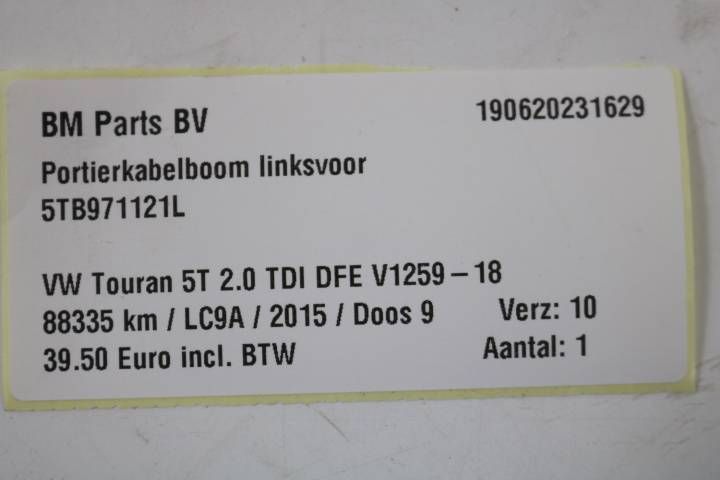 BM Parts BV 190620231629
Portierkabelboom linksvoor
5TB971121L
VW Touran 5T 2.0 TDI DFE V1259 – 18
88335 km / LC9A / 2015 / Doos 9 Verz: 10
39.50 Euro incl. BTW Aantal: 1